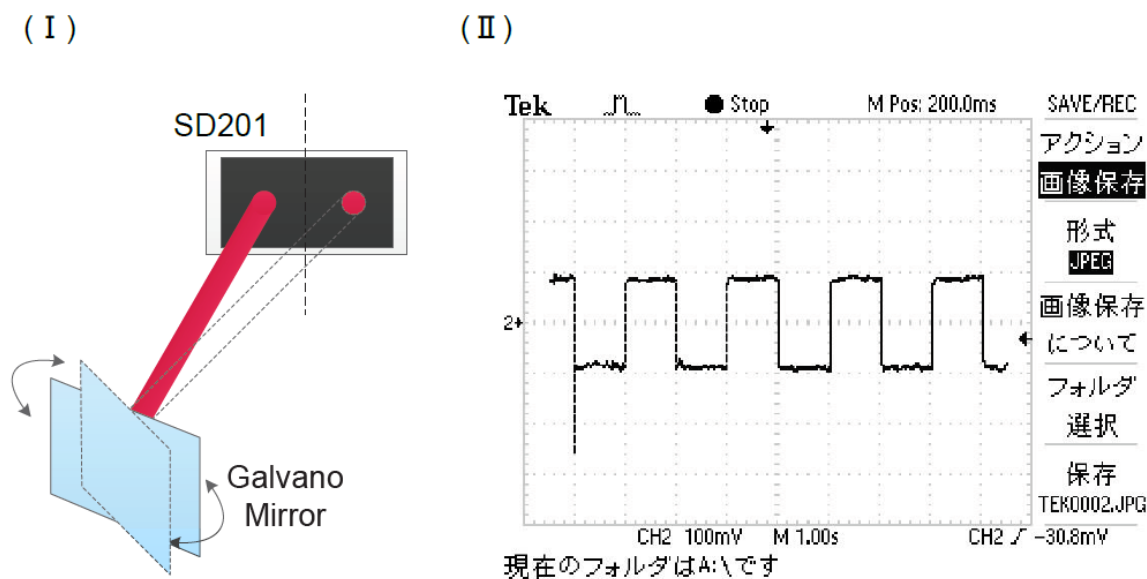 (Ⅰ)
SD201
Galvano
Mirror
(Ⅱ)
Tek
Stop
M Pos: 200.0ms
2
CH2 100mV
M 1.00s
CH2
-30.8mV
現在のフォルダはA:\です
SAVE/REC
アクション
画像保存
形式
JPEG
画像保存
について
フォルダ
選択
保存
TEK0002.JPG